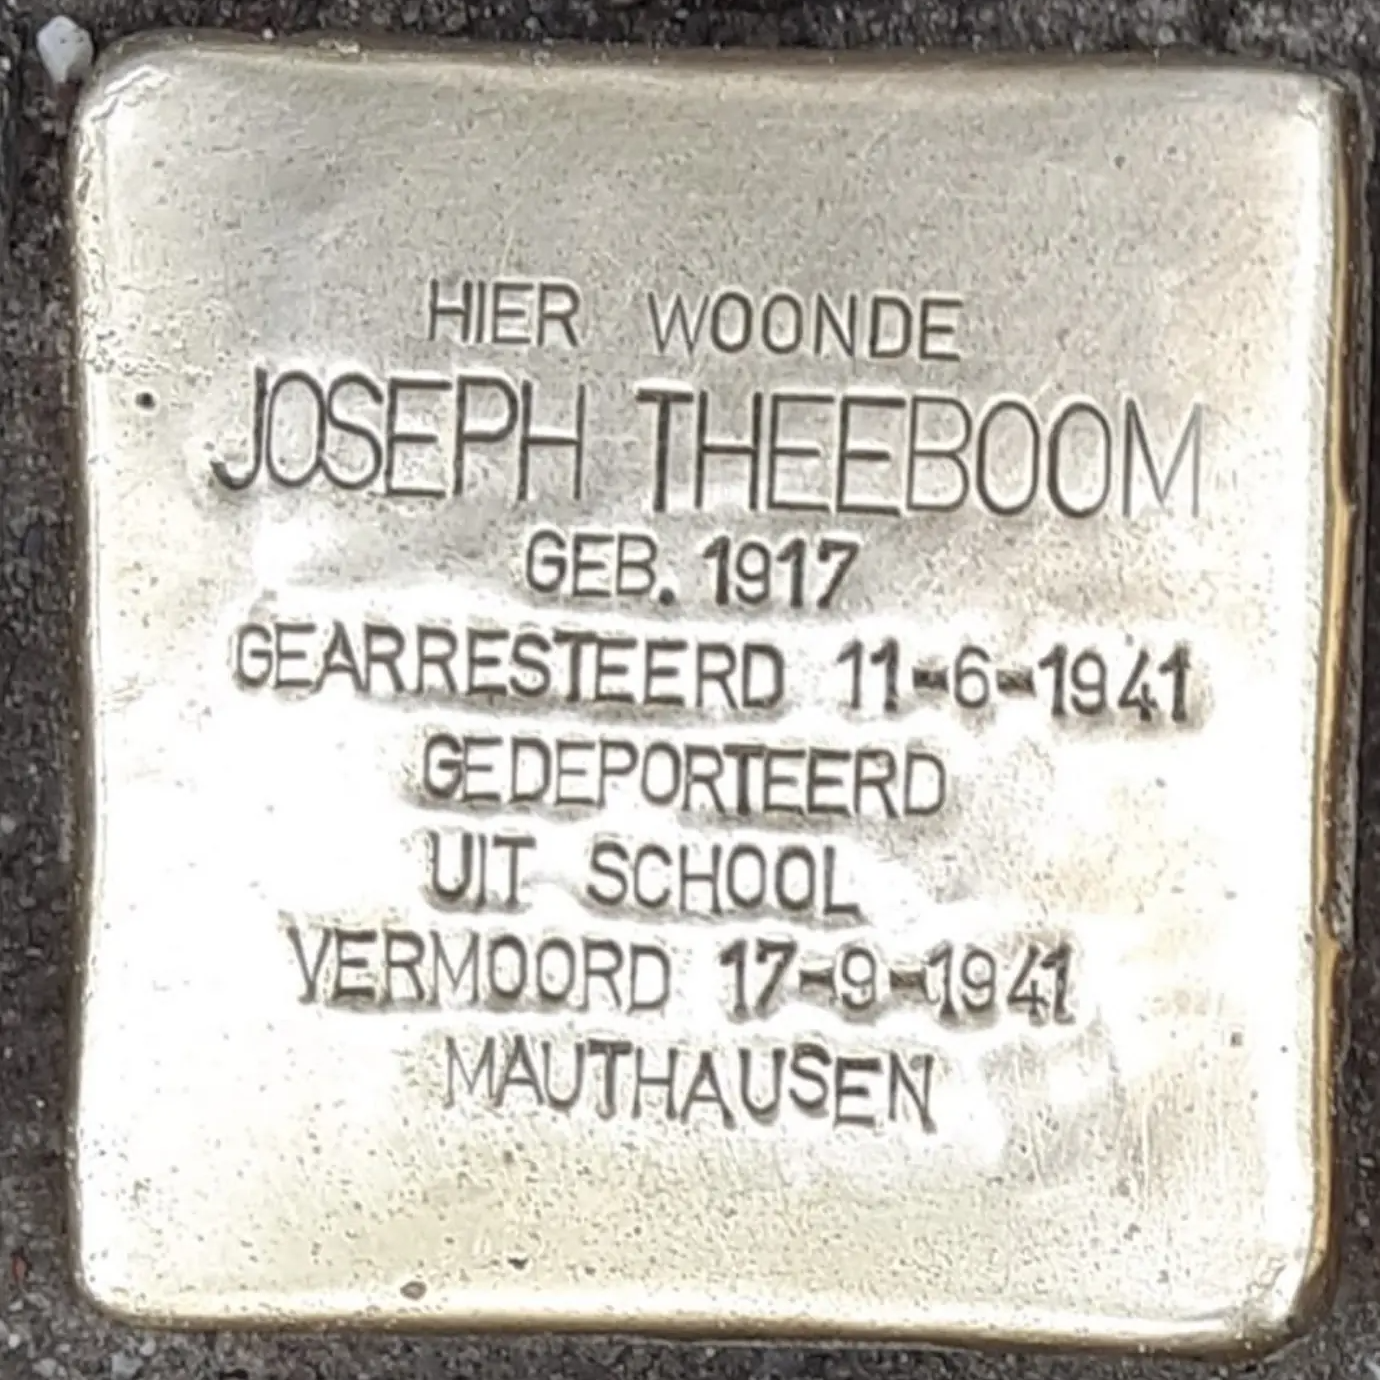 HIER WOONDE
JOSEPH THEEBOOM
GEB. 1917
GEARRESTEERD 11-6-1941
GEDEPORTEERD
UIT SCHOOL
VERMOORD 17-9-1941
MAUTHAUSEN